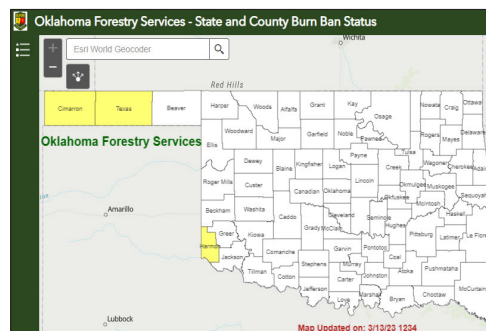 Oklahoma Forestry Services - State and County Burn Ban Status
Esri World Geocoder
Wichita
Red Hills
Cimarron Texas Beaver Harper Woods Alfalfa Grant Kay Nowata Craig Ottawa
Osage
Woodward Major Garfield Noble Pawnee Rogers Mayes Delaware
Oklahoma Forestry Services
Ellis
Dewey Blaine Kingfisher Logan Payne Creek Tulsa Wagoner Cherokee Adair
Roger Mills Custer Canadian Oklahoma Lincoln Okmulgee Muskogee
Okfuskee Sequoyah
Amarillo
Beckham Washita Caddo Grady McClain Cleveland Seminole Hughes McIntosh Haskell
Greer Kiowa Pittsburg Latimer Le Flore
Harmon Jackson Comanche Stephens Garvin Pontotoc Coal
Tillman Cotton Murray Johnston Atoka Pushmataha
Jefferson Carter McCurtain
Love Marshall Bryan Choctaw
Lubbock
Map Updated on: 3/13/23 1234